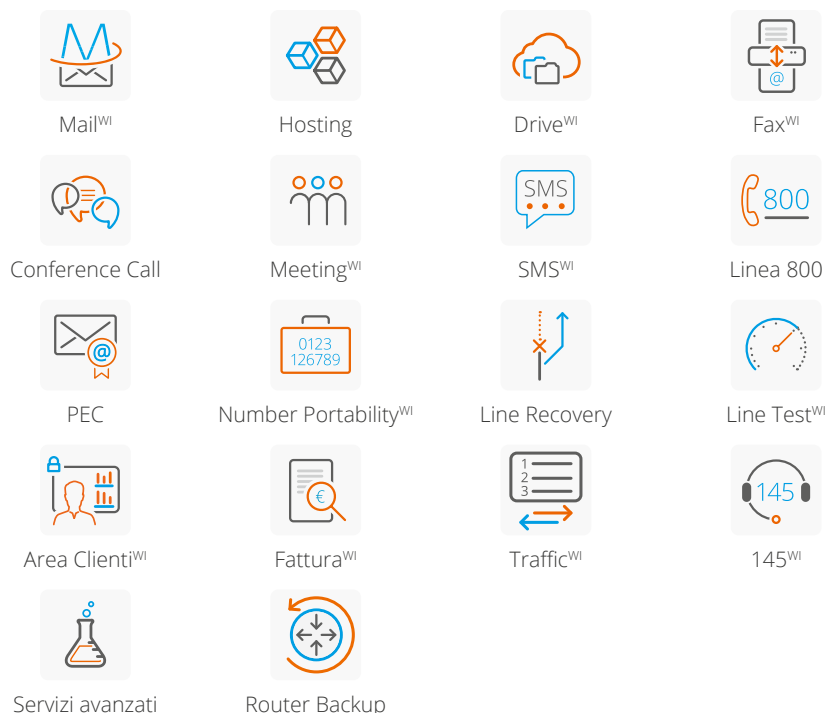 Mail^WI
Hosting
Drive^WI
@
Fax^WI
Conference Call
Meeting^WI
SMS
SMS^WI
800
Linea 800
@
PEC
0123
126789
Number Portability^WI
Line Recovery
Line Test^WI
Area Clienti^WI
€
Fattura^WI
1
2
3
Traffic^WI
145
145^WI
Servizi avanzati
Router Backup